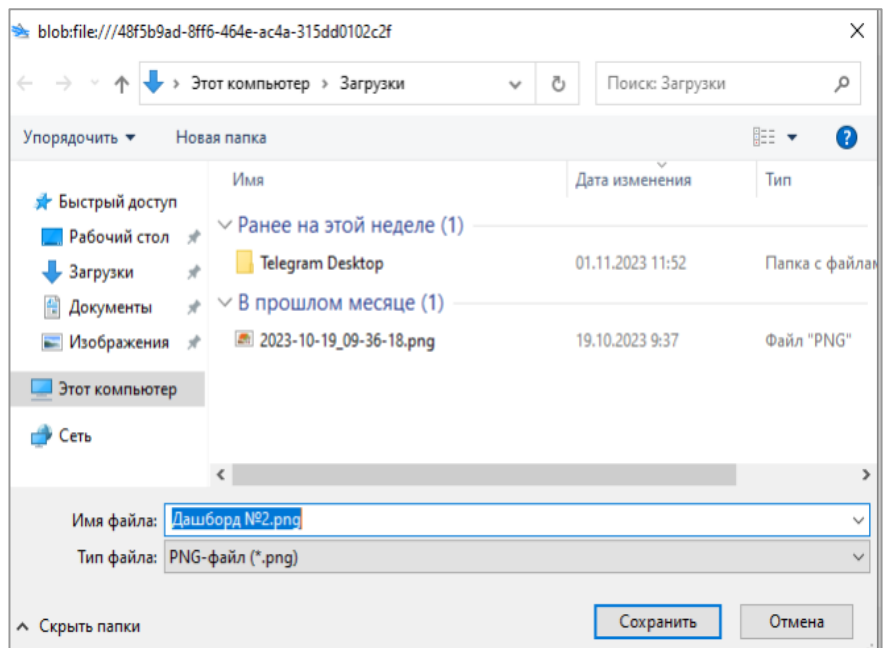 blob:file:///48f5b9ad-8ff6-464e-ac4a-315dd0102c2f
Этот компьютер › Загрузки
Поиск: Загрузки
Упорядочить
Новая папка
?
Имя
Дата изменения
Тип
Быстрый доступ
Рабочий стол
Загрузки
Документы
Изображения
Этот компьютер
Сеть
Ранее на этой неделе (1)
Telegram Desktop 01.11.2023 11:52 Папка с файлам
В прошлом месяце (1)
2023-10-19_09-36-18.png 19.10.2023 9:37 Файл "PNG"
Имя файла: Дашборд №2.png
Тип файла: PNG-файл (*.png)
Скрыть папки
Сохранить
Отмена